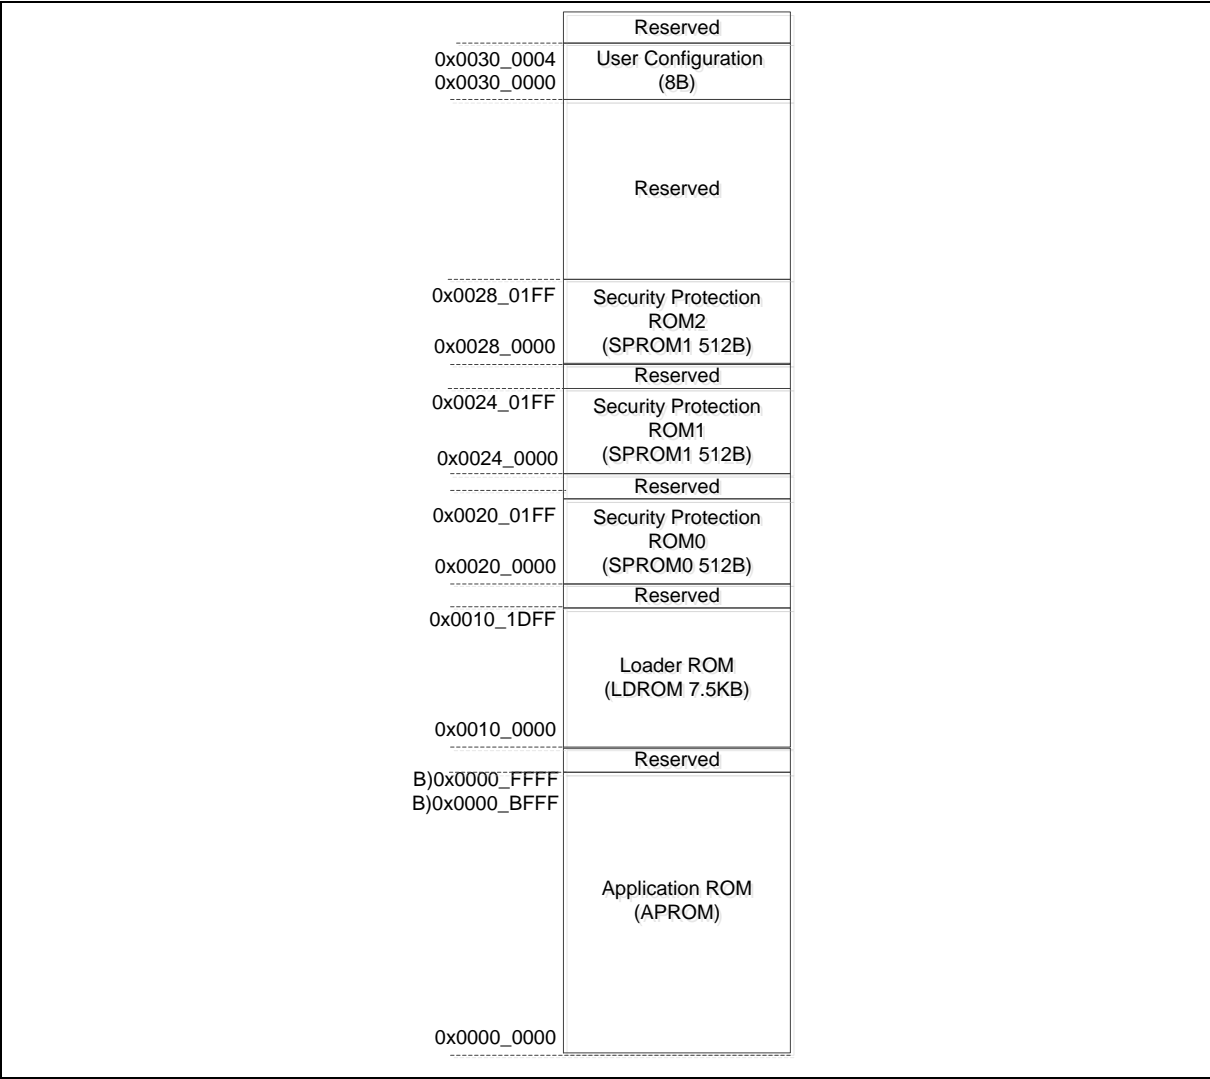 Reserved
0x0030_0004 User Configuration
0x0030_0000 (8B)
Reserved
0x0028_01FF Security Protection
ROM2
0x0028_0000 (SPROM1 512B)
Reserved
0x0024_01FF Security Protection
ROM1
0x0024_0000 (SPROM1 512B)
Reserved
0x0020_01FF Security Protection
ROM0
0x0020_0000 (SPROM0 512B)
Reserved
0x0010_1DFF
Loader ROM
(LDROM 7.5KB)
0x0010_0000
Reserved
B)0x0000_FFFF
B)0x0000_BFFF
Application ROM
(APROM)
0x0000_0000